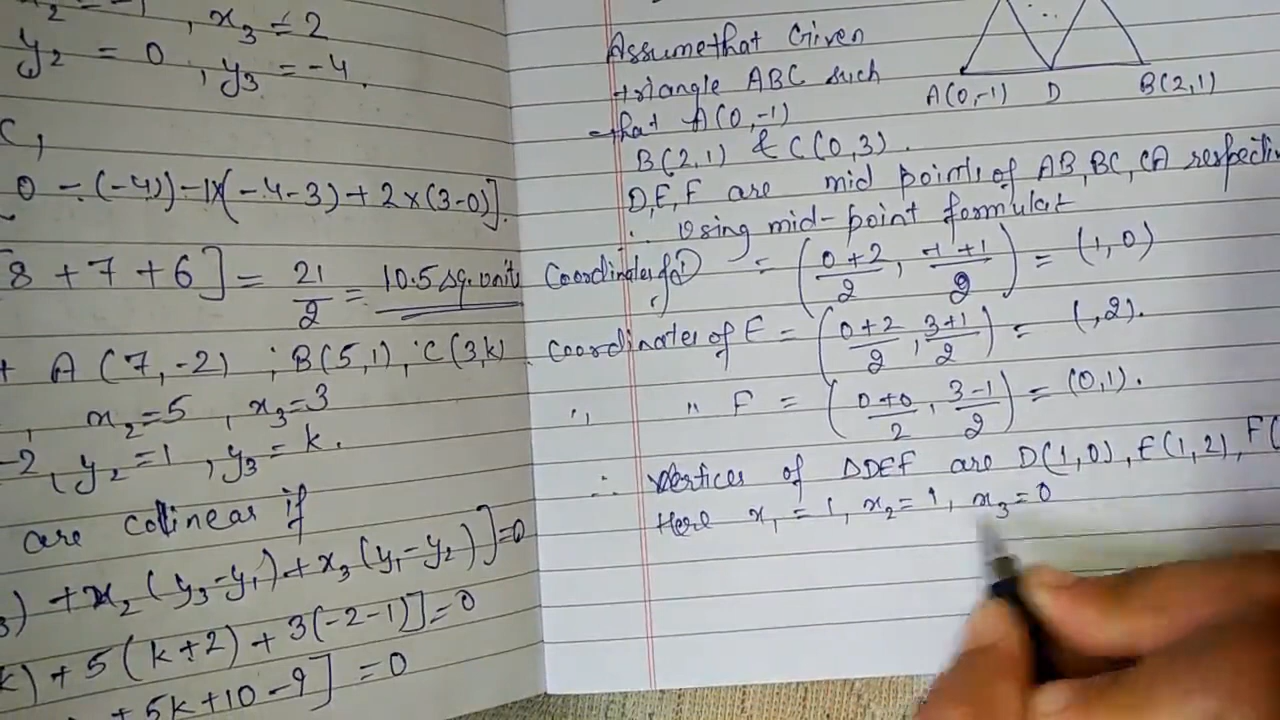 x₂ = -1, x₃ = 2
y₂ = 0, y₃ = -4.
C,
0 - (-4)) - 1×(-4-3) + 2×(3-0)].
8 + 7 + 6] = 21/2 = 10.5 sq. units
A (7, -2) ; B(5, 1), C(3, k).
, x₂ = 5, x₃ = 3
-2, y₂ = 1, y₃ = k.
are colinear if
) + x₂ (y₃-y₁) + x₃ (y₁-y₂)] = 0
k) + 5(k+2) + 3(-2-1)] = 0
+ 5k + 10 - 9] = 0
Assume that Given
triangle ABC such
that A(0, -1)
B(2, 1) & C(0, 3).
A(0, -1) D B(2, 1)
D, E, F are mid points of AB, BC, CA
∴ Using mid-point formula
Coordinates of D = (0+2/2, -1+1/2) = (1, 0)
Coordinates of E = (0+2/2, 3+1/2) = (, 2).
" F = (0+0/2, 3-1/2) = (0, 1).
∴ vertices of ΔDEF are D(1, 0), E(1, 2), F(
Here x₁ = 1, x₂ = 1, x₃ = 0